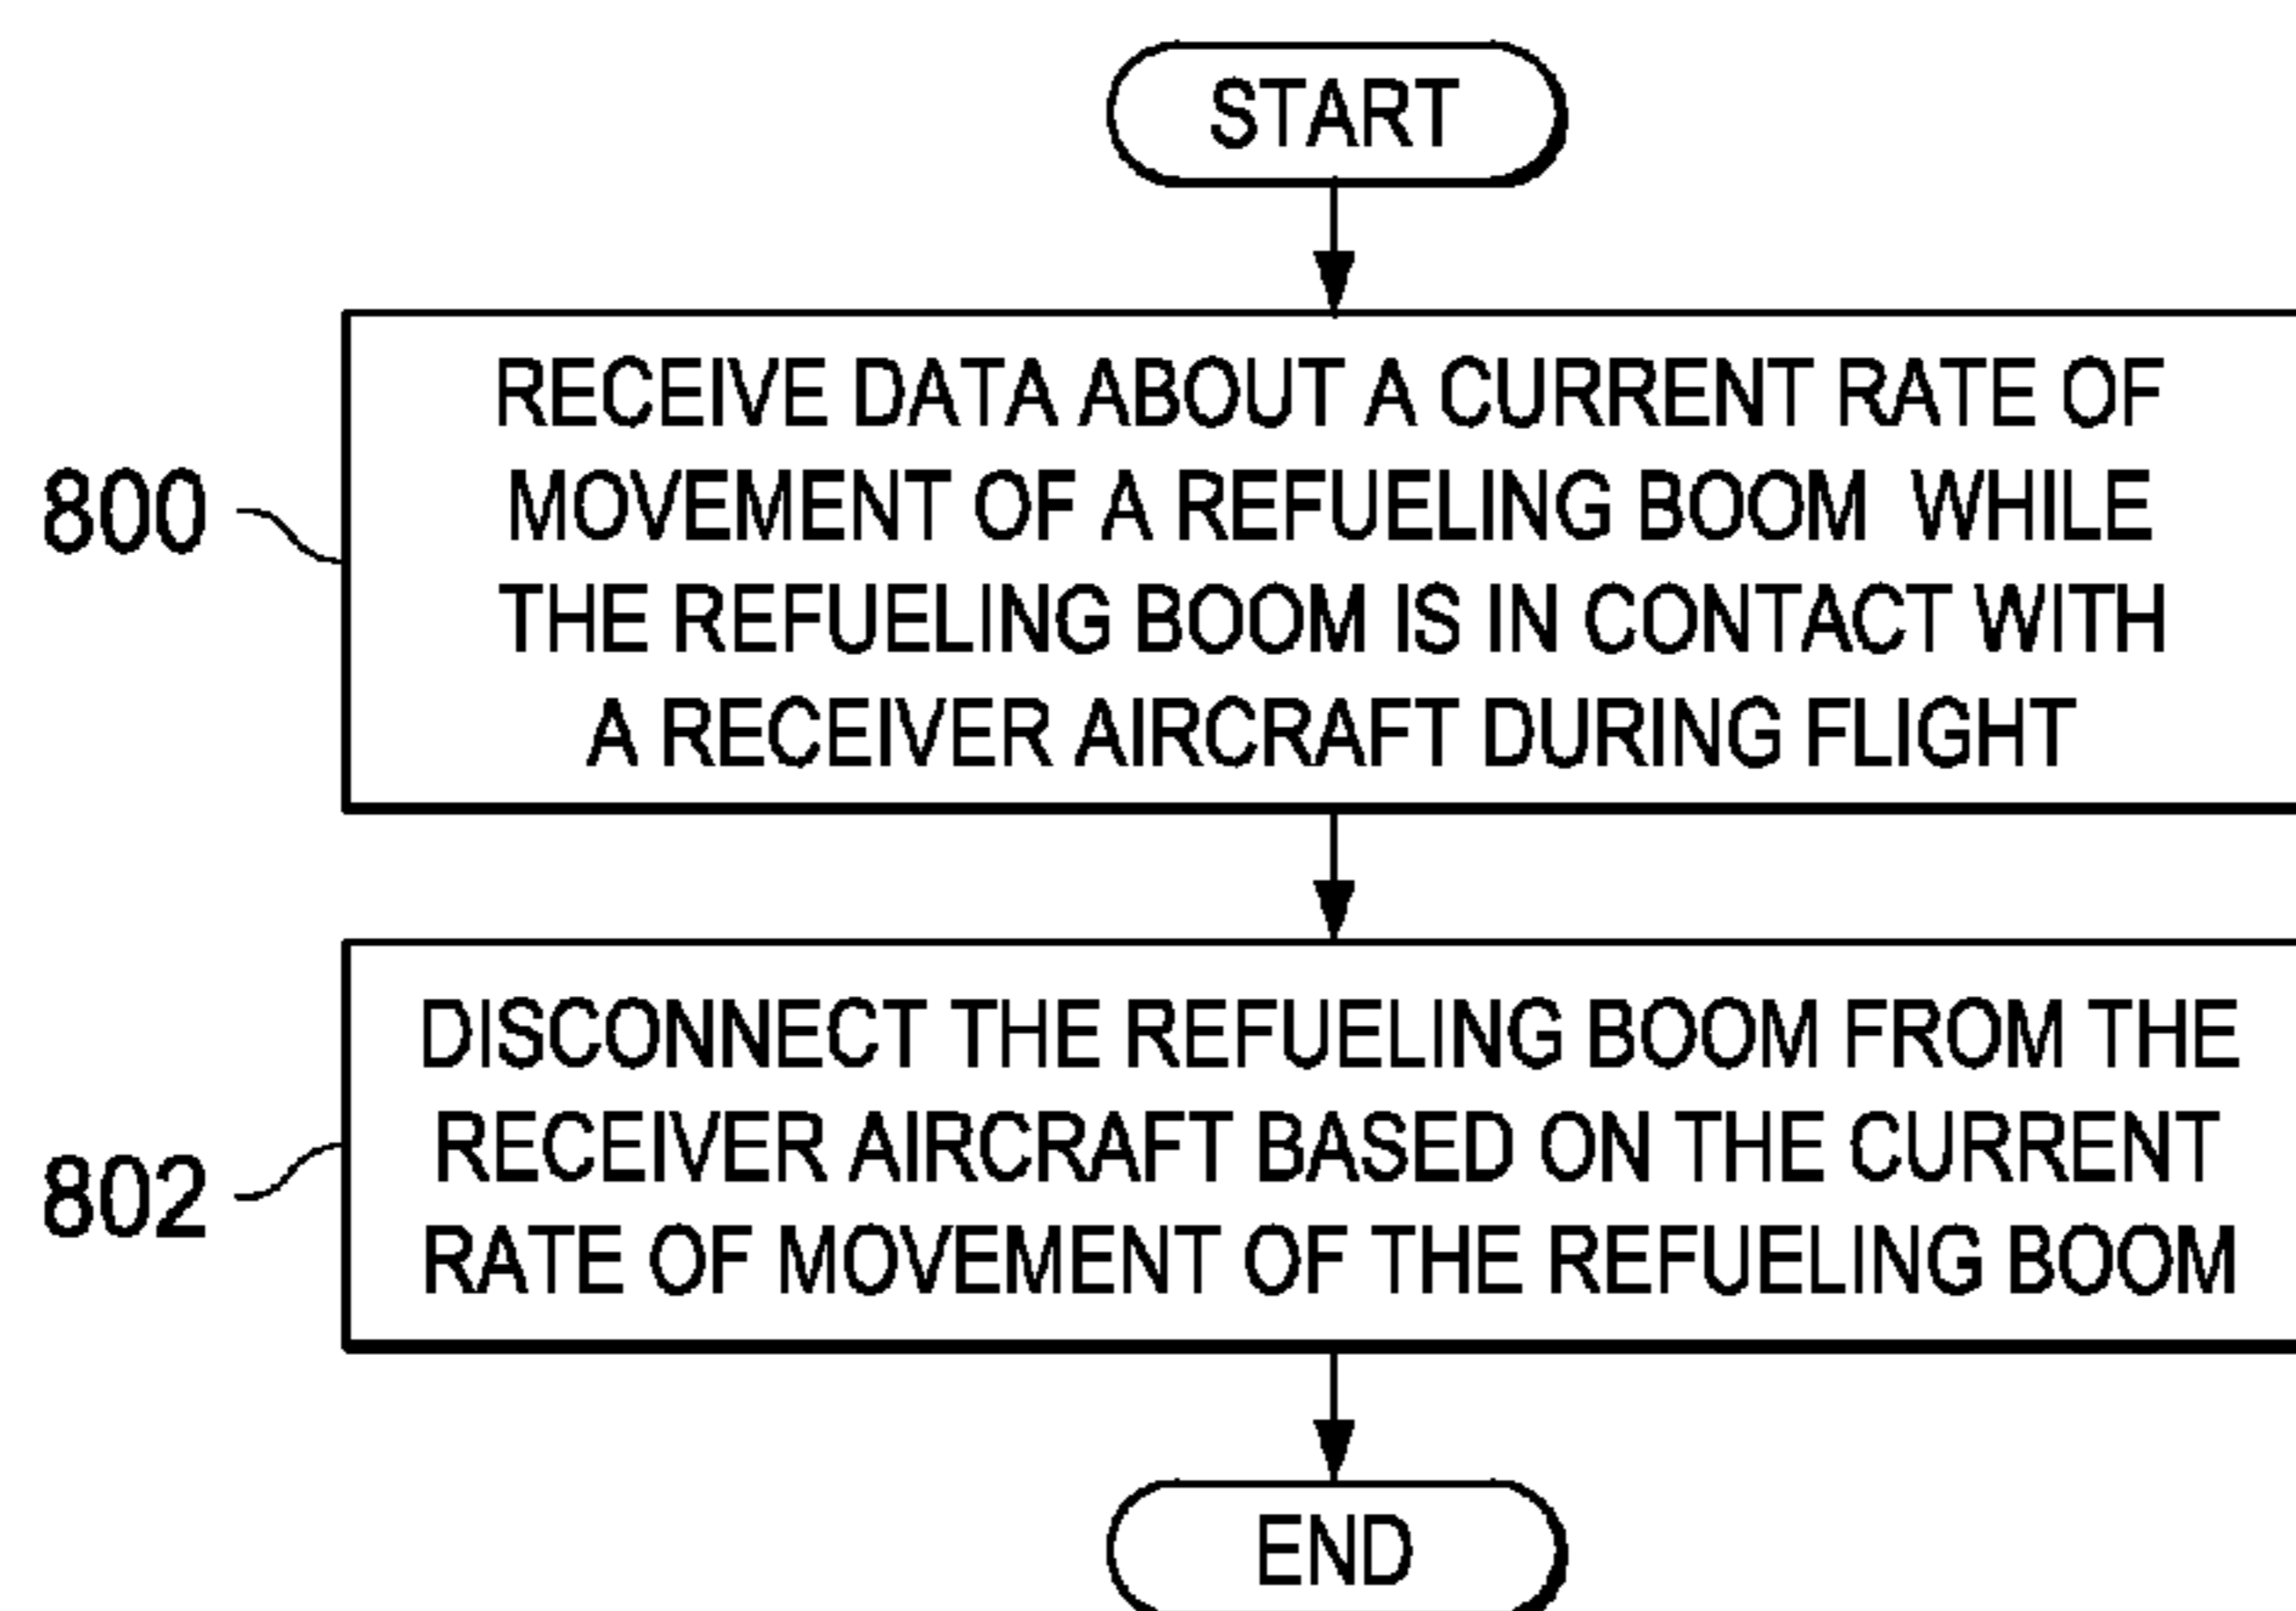 START
RECEIVE DATA ABOUT A CURRENT RATE OF
MOVEMENT OF A REFUELING BOOM WHILE
THE REFUELING BOOM IS IN CONTACT WITH
A RECEIVER AIRCRAFT DURING FLIGHT
800
DISCONNECT THE REFUELING BOOM FROM THE
RECEIVER AIRCRAFT BASED ON THE CURRENT
RATE OF MOVEMENT OF THE REFUELING BOOM
802
END